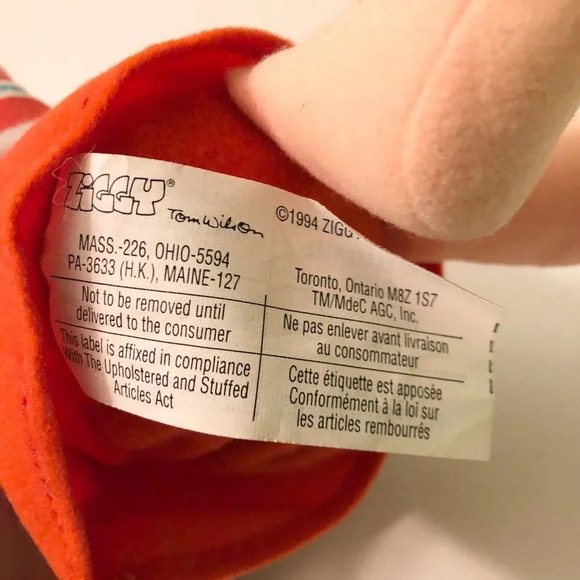 ZIGGY®
Tom Wilson
©1994 ZIGG
MASS.-226, OHIO-5594
PA-3633 (H.K.), MAINE-127
Toronto, Ontario M8Z 1S7
TM/MdeC AGC, Inc.
Not to be removed until
delivered to the consumer
Ne pas enlever avant livraison
au consommateur
This label is affixed in compliance
With The Upholstered and Stuffed
Articles Act
Cette étiquette est apposée
Conformément à la loi sur
les articles rembourrés